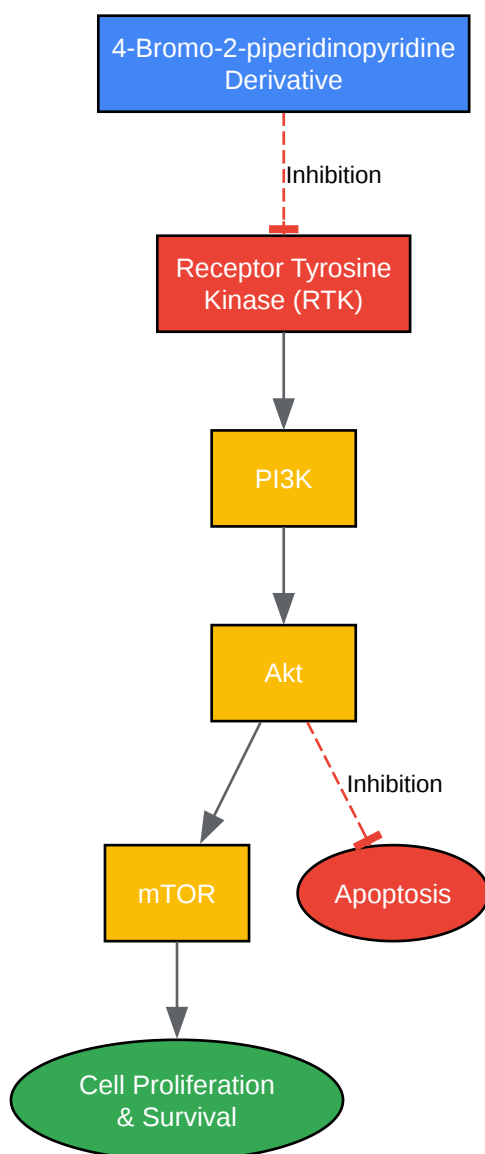 4-Bromo-2-piperidinopyridine
Derivative
Inhibition
Receptor Tyrosine
Kinase (RTK)
PI3K
Akt
Inhibition
mTOR
Apoptosis
Cell Proliferation
& Survival